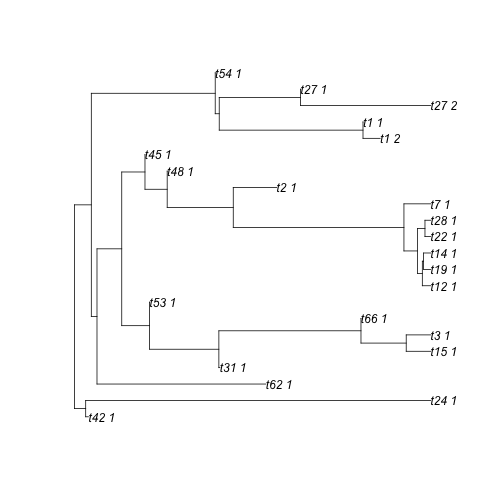 t54 1
t27 1
t27 2
t1 1
t1 2
t45 1
t48 1
t2 1
t7 1
t28 1
t22 1
t14 1
t19 1
t12 1
t53 1
t66 1
t3 1
t15 1
t31 1
t62 1
t24 1
t42 1